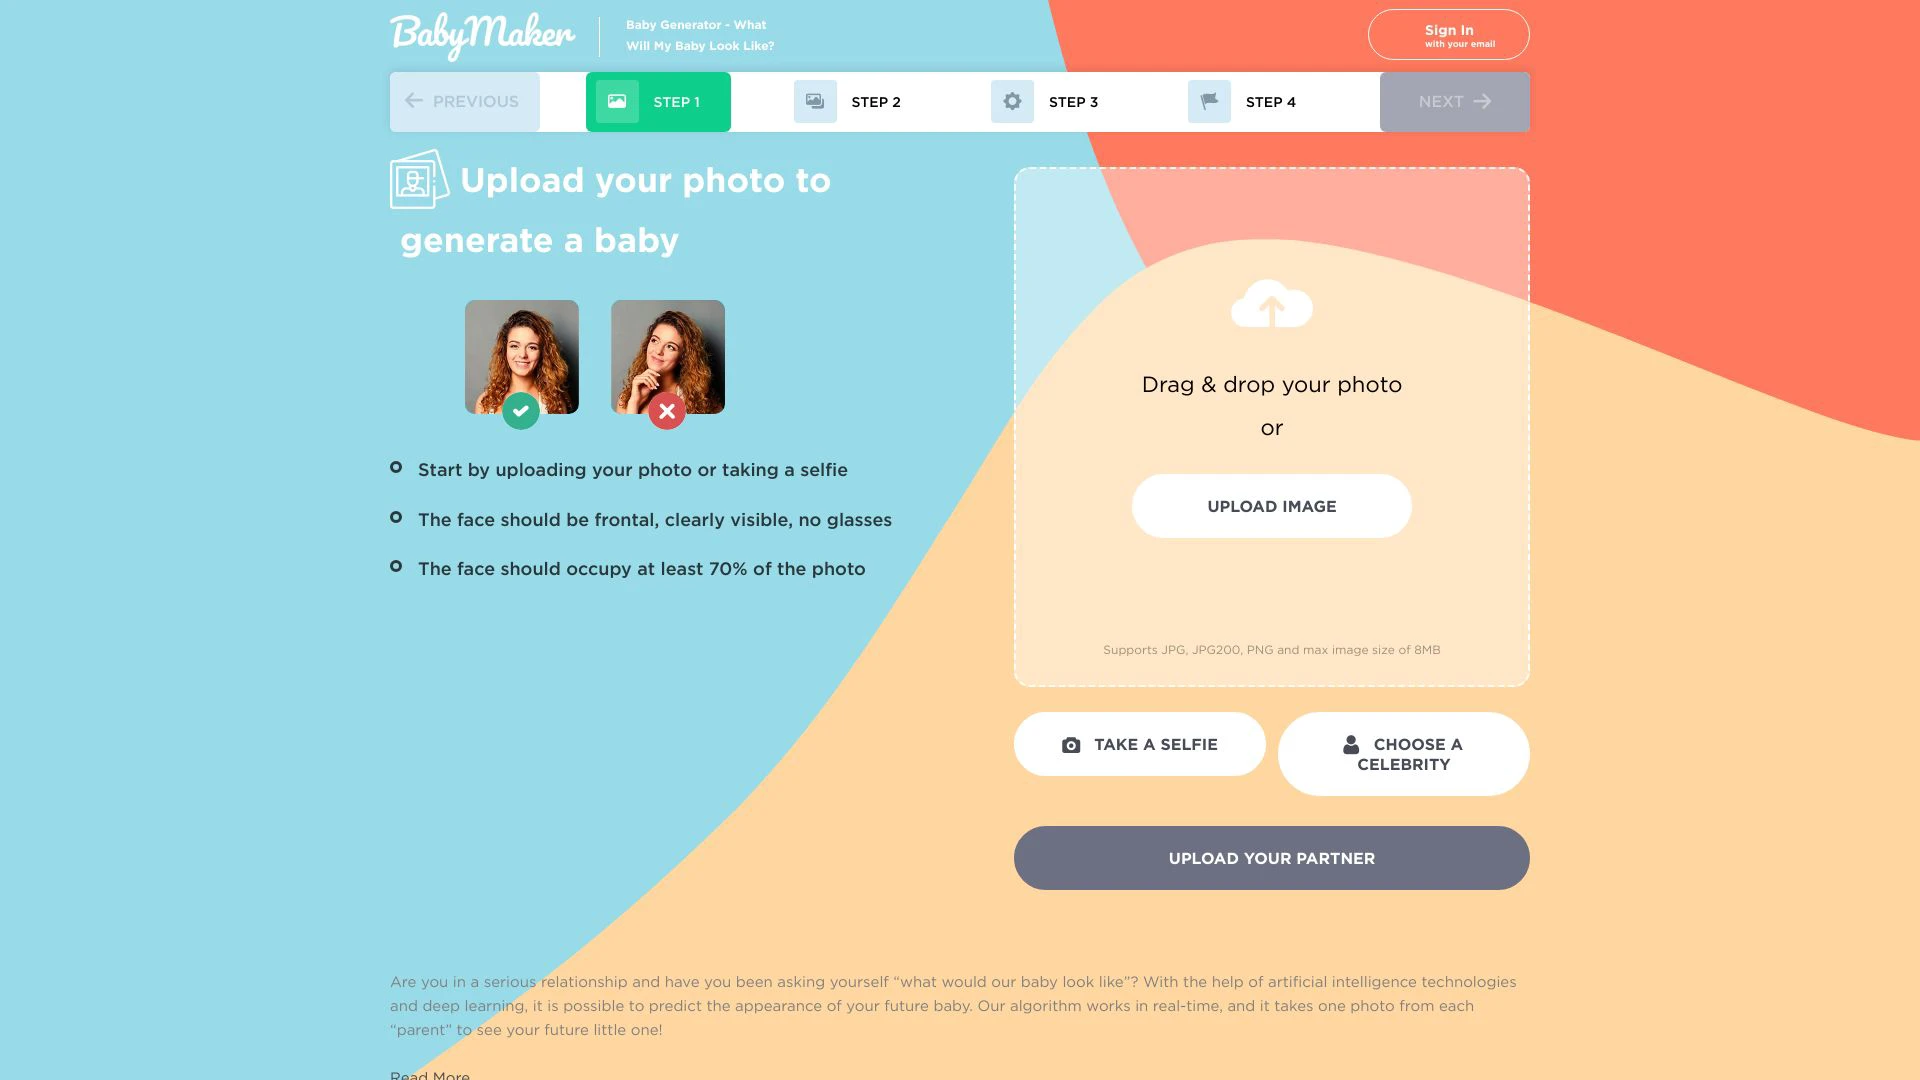 BabyMaker
Baby Generator - What
Will My Baby Look Like?
Sign In
with your email
PREVIOUS
STEP 1
STEP 2
STEP 3
STEP 4
NEXT
Upload your photo to
generate a baby
Start by uploading your photo or taking a selfie
The face should be frontal, clearly visible, no glasses
The face should occupy at least 70% of the photo
Drag & drop your photo
or
UPLOAD IMAGE
Supports JPG, JPG200, PNG and max image size of 8MB
TAKE A SELFIE
CHOOSE A
CELEBRITY
UPLOAD YOUR PARTNER
Are you in a serious relationship and have you been asking yourself “what would our baby look like”? With the help of artificial intelligence technologies
and deep learning, it is possible to predict the appearance of your future baby. Our algorithm works in real-time, and it takes one photo from each
“parent” to see your future little one!
Read More